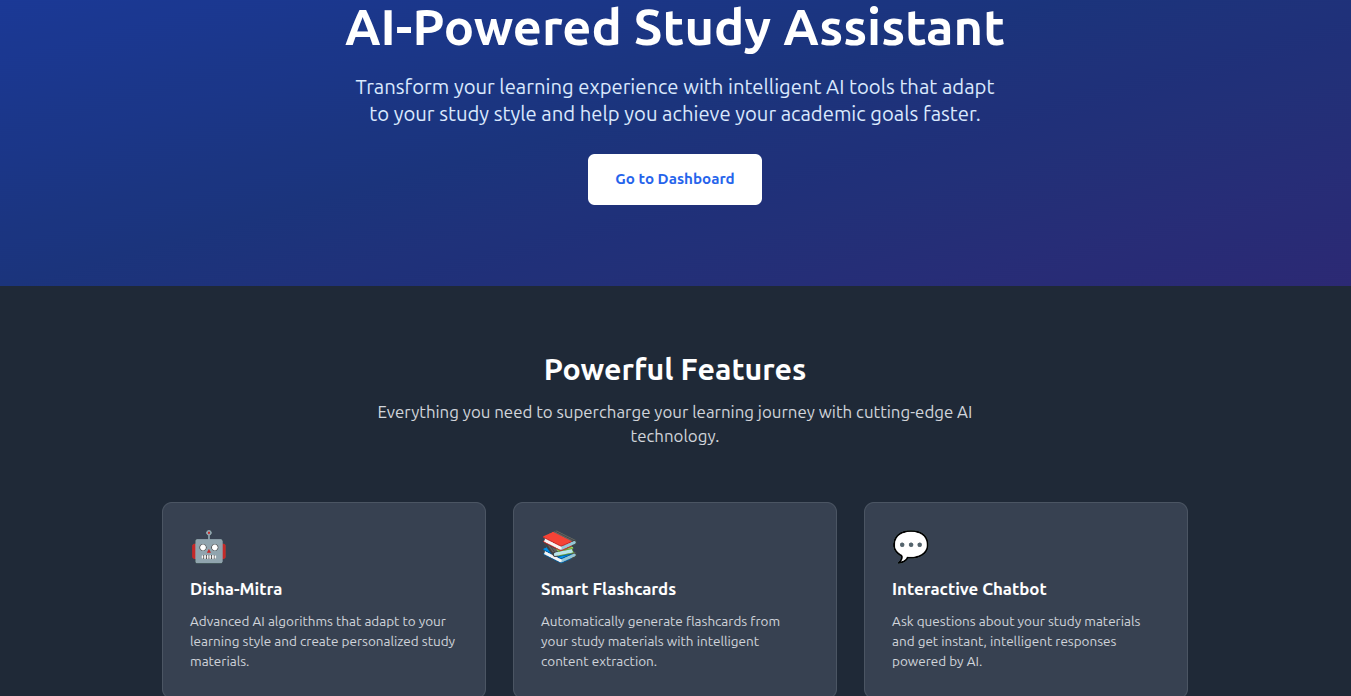 AI-Powered Study Assistant
Transform your learning experience with intelligent AI tools that adapt
to your study style and help you achieve your academic goals faster.
Go to Dashboard
Powerful Features
Everything you need to supercharge your learning journey with cutting-edge AI
technology.
Disha-Mitra
Advanced AI algorithms that adapt to your
learning style and create personalized study
materials.
Smart Flashcards
Automatically generate flashcards from
your study materials with intelligent
content extraction.
Interactive Chatbot
Ask questions about your study materials
and get instant, intelligent responses
powered by AI.